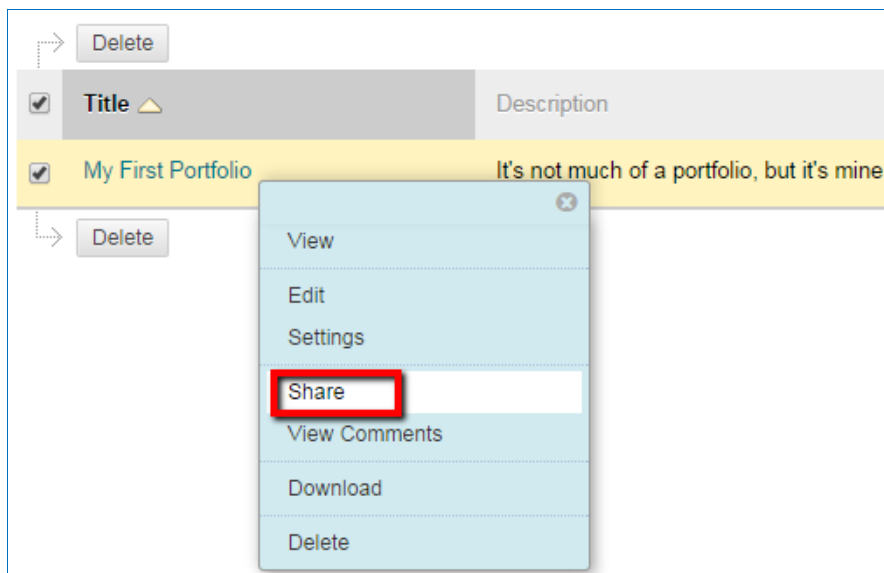 Delete
Title Description
My First Portfolio It's not much of a portfolio, but it's mine
Delete
View
Edit
Settings
Share
View Comments
Download
Delete